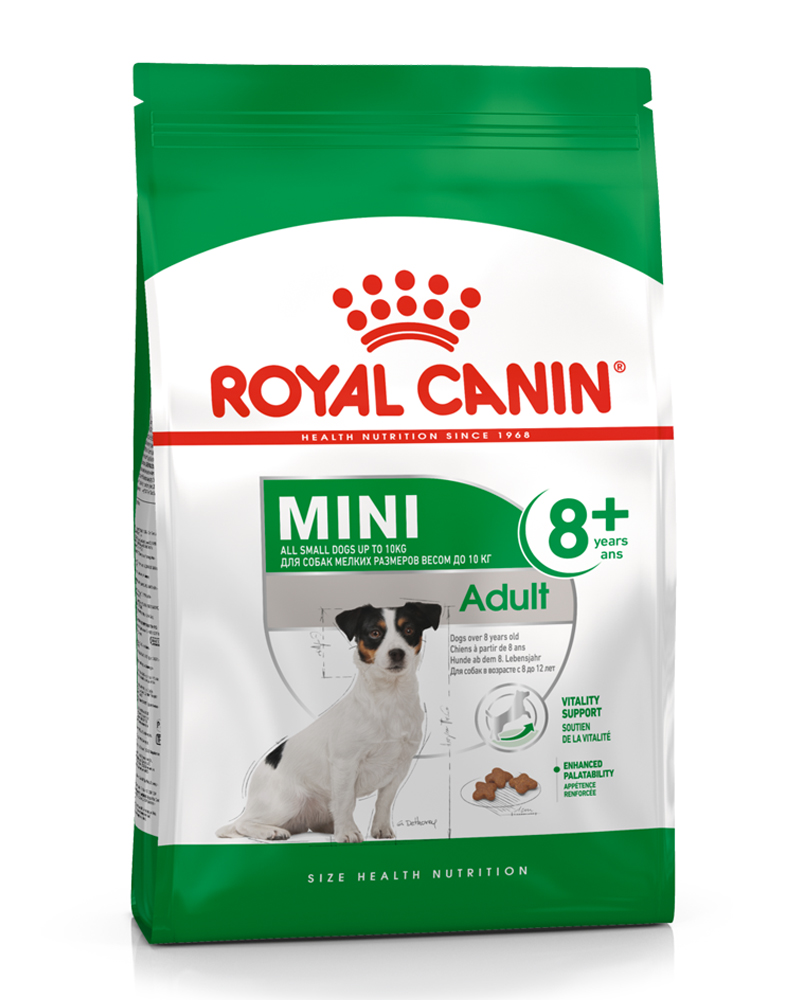 ROYAL CANIN®
HEALTH NUTRITION SINCE 1968
MINI
ALL SMALL DOGS UP TO 10KG
ДЛЯ СОБАК МЕЛКИХ РАЗМЕРОВ ВЕСОМ ДО 10 КГ
8+
years
ans
Adult
Dogs over 8 years old
Chiens à partir de 8 ans
Hunde ab dem 8. Lebensjahr
Для собак в возрасте с 8 до 12 лет
VITALITY
SUPPORT
SOUTIEN
DE LA VITALITÉ
ENHANCED
PALATABILITY
APPÉTENCE
RENFORCÉE
SIZE HEALTH NUTRITION